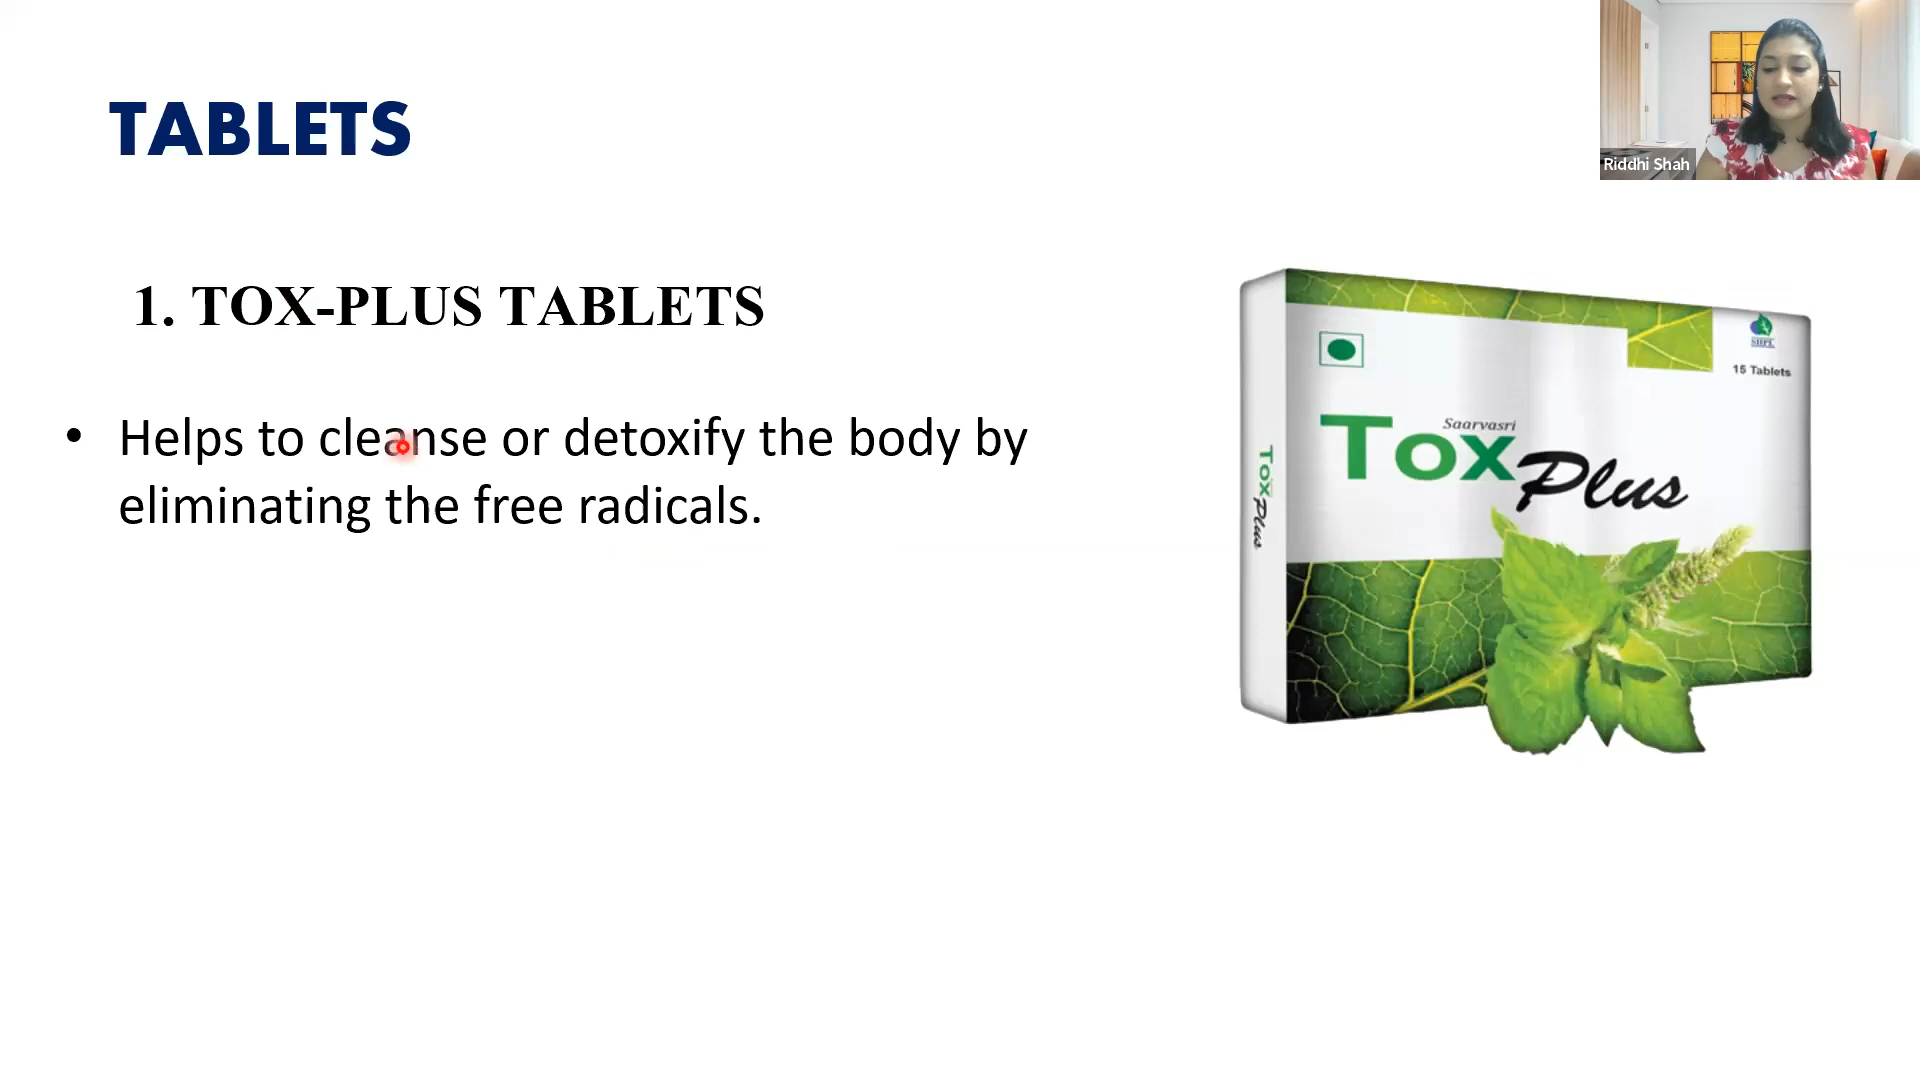 TABLETS
Riddhi Shah
1. TOX-PLUS TABLETS
• Helps to cleanse or detoxify the body by
eliminating the free radicals.
SHPL
15 Tablets
Saarvasri
Tox Plus
Tox Plus